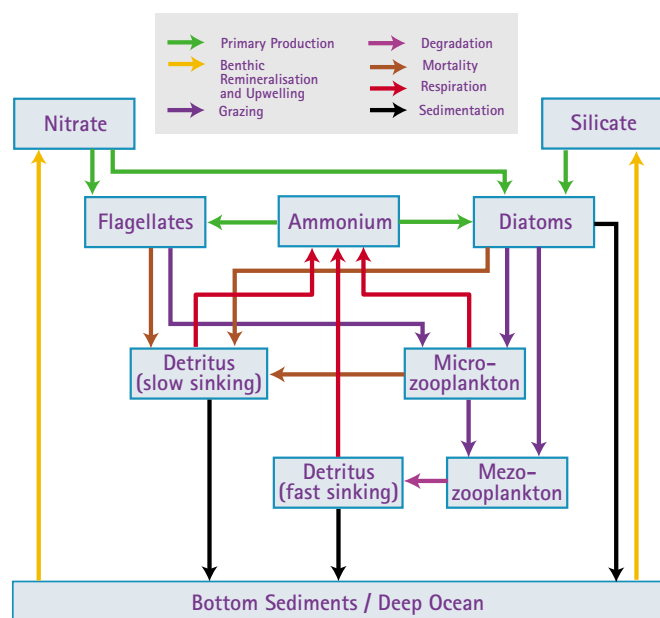 Primary Production
Benthic
Remineralisation
and Upwelling
Grazing
Degradation
Mortality
Respiration
Sedimentation
Nitrate
Silicate
Flagellates
Ammonium
Diatoms
Detritus
(slow sinking)
Micro-
zooplankton
Detritus
(fast sinking)
Mezo-
zooplankton
Bottom Sediments / Deep Ocean